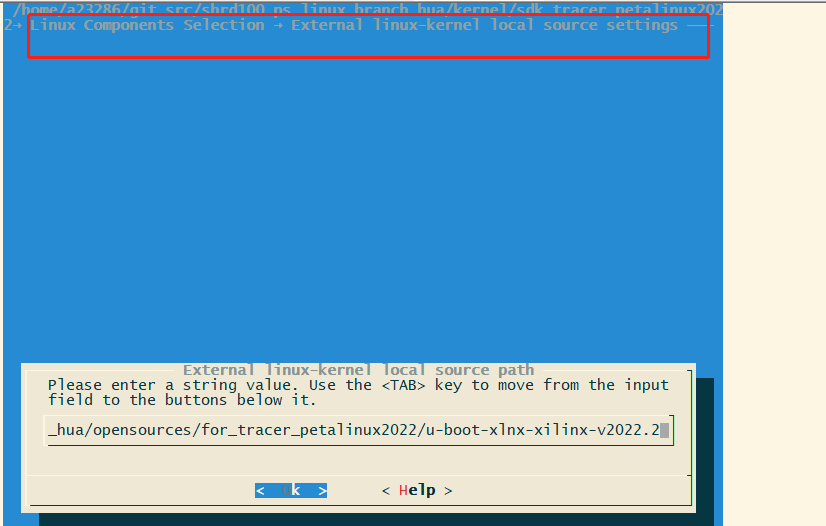 /home/a23286/git_src/sbrd100_ps_linux_branch_hua/kernel/sdk_tracer_petalinux202
2→ Linux Components Selection → External linux-kernel local source settings
External linux-kernel local source path
Please enter a string value. Use the <TAB> key to move from the input
field to the buttons below it.
_hua/opensources/for_tracer_petalinux2022/u-boot-xlnx-xilinx-v2022.2
< Ok > < Help >